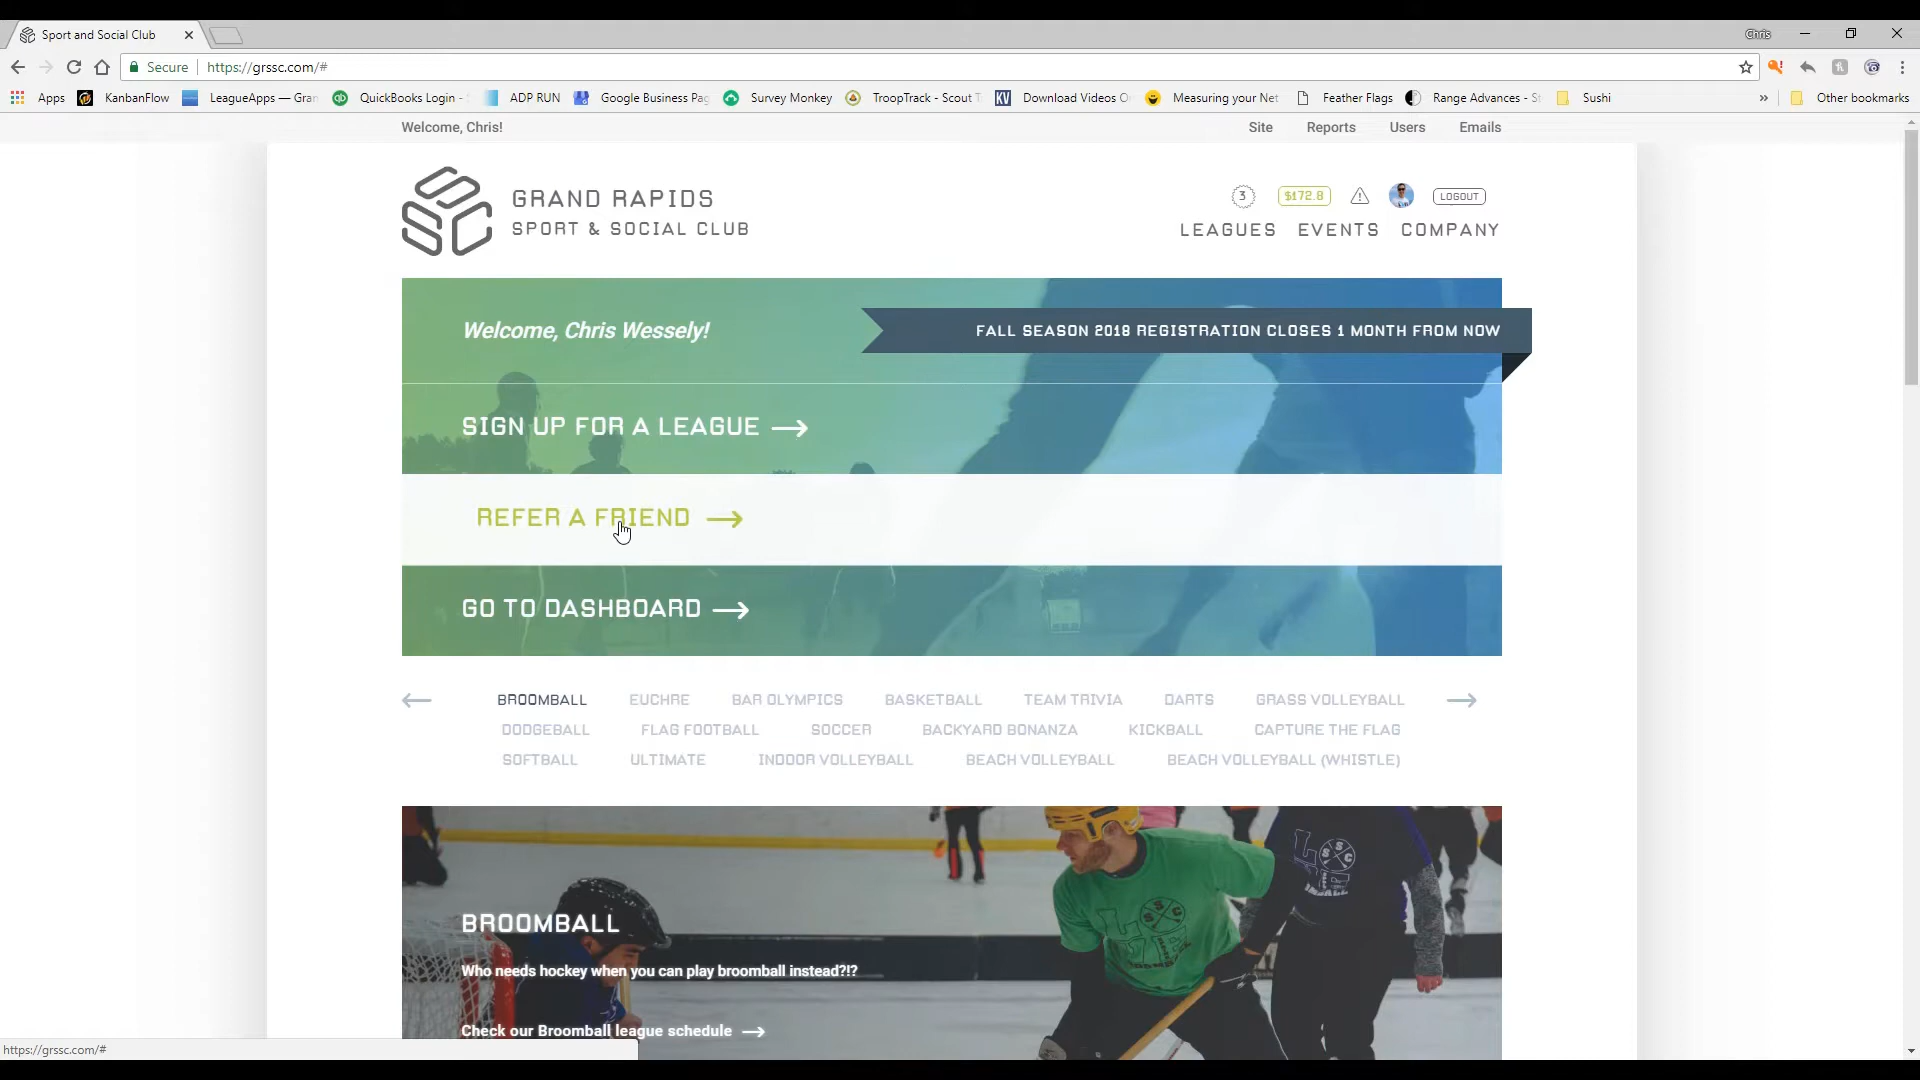 Sport and Social Club
Chris
Secure https://grssc.com/#
Apps KanbanFlow LeagueApps — Gran QuickBooks Login - ADP RUN Google Business Pag Survey Monkey TroopTrack - Scout T KV Download Videos O Measuring your Net Feather Flags Range Advances - St Sushi » Other bookmarks
Welcome, Chris! Site Reports Users Emails
GRAND RAPIDS
SPORT & SOCIAL CLUB
3 $172.8 LOGOUT
LEAGUES EVENTS COMPANY
Welcome, Chris Wessely!
FALL SEASON 2018 REGISTRATION CLOSES 1 MONTH FROM NOW
SIGN UP FOR A LEAGUE
REFER A FRIEND
GO TO DASHBOARD
BROOMBALL EUCHRE BAR OLYMPICS BASKETBALL TEAM TRIVIA DARTS GRASS VOLLEYBALL
DODGEBALL FLAG FOOTBALL SOCCER BACKYARD BONANZA KICKBALL CAPTURE THE FLAG
SOFTBALL ULTIMATE INDOOR VOLLEYBALL BEACH VOLLEYBALL BEACH VOLLEYBALL (WHISTLE)
BROOMBALL
Who needs hockey when you can play broomball instead?!?
Check our Broomball league schedule
https://grssc.com/#